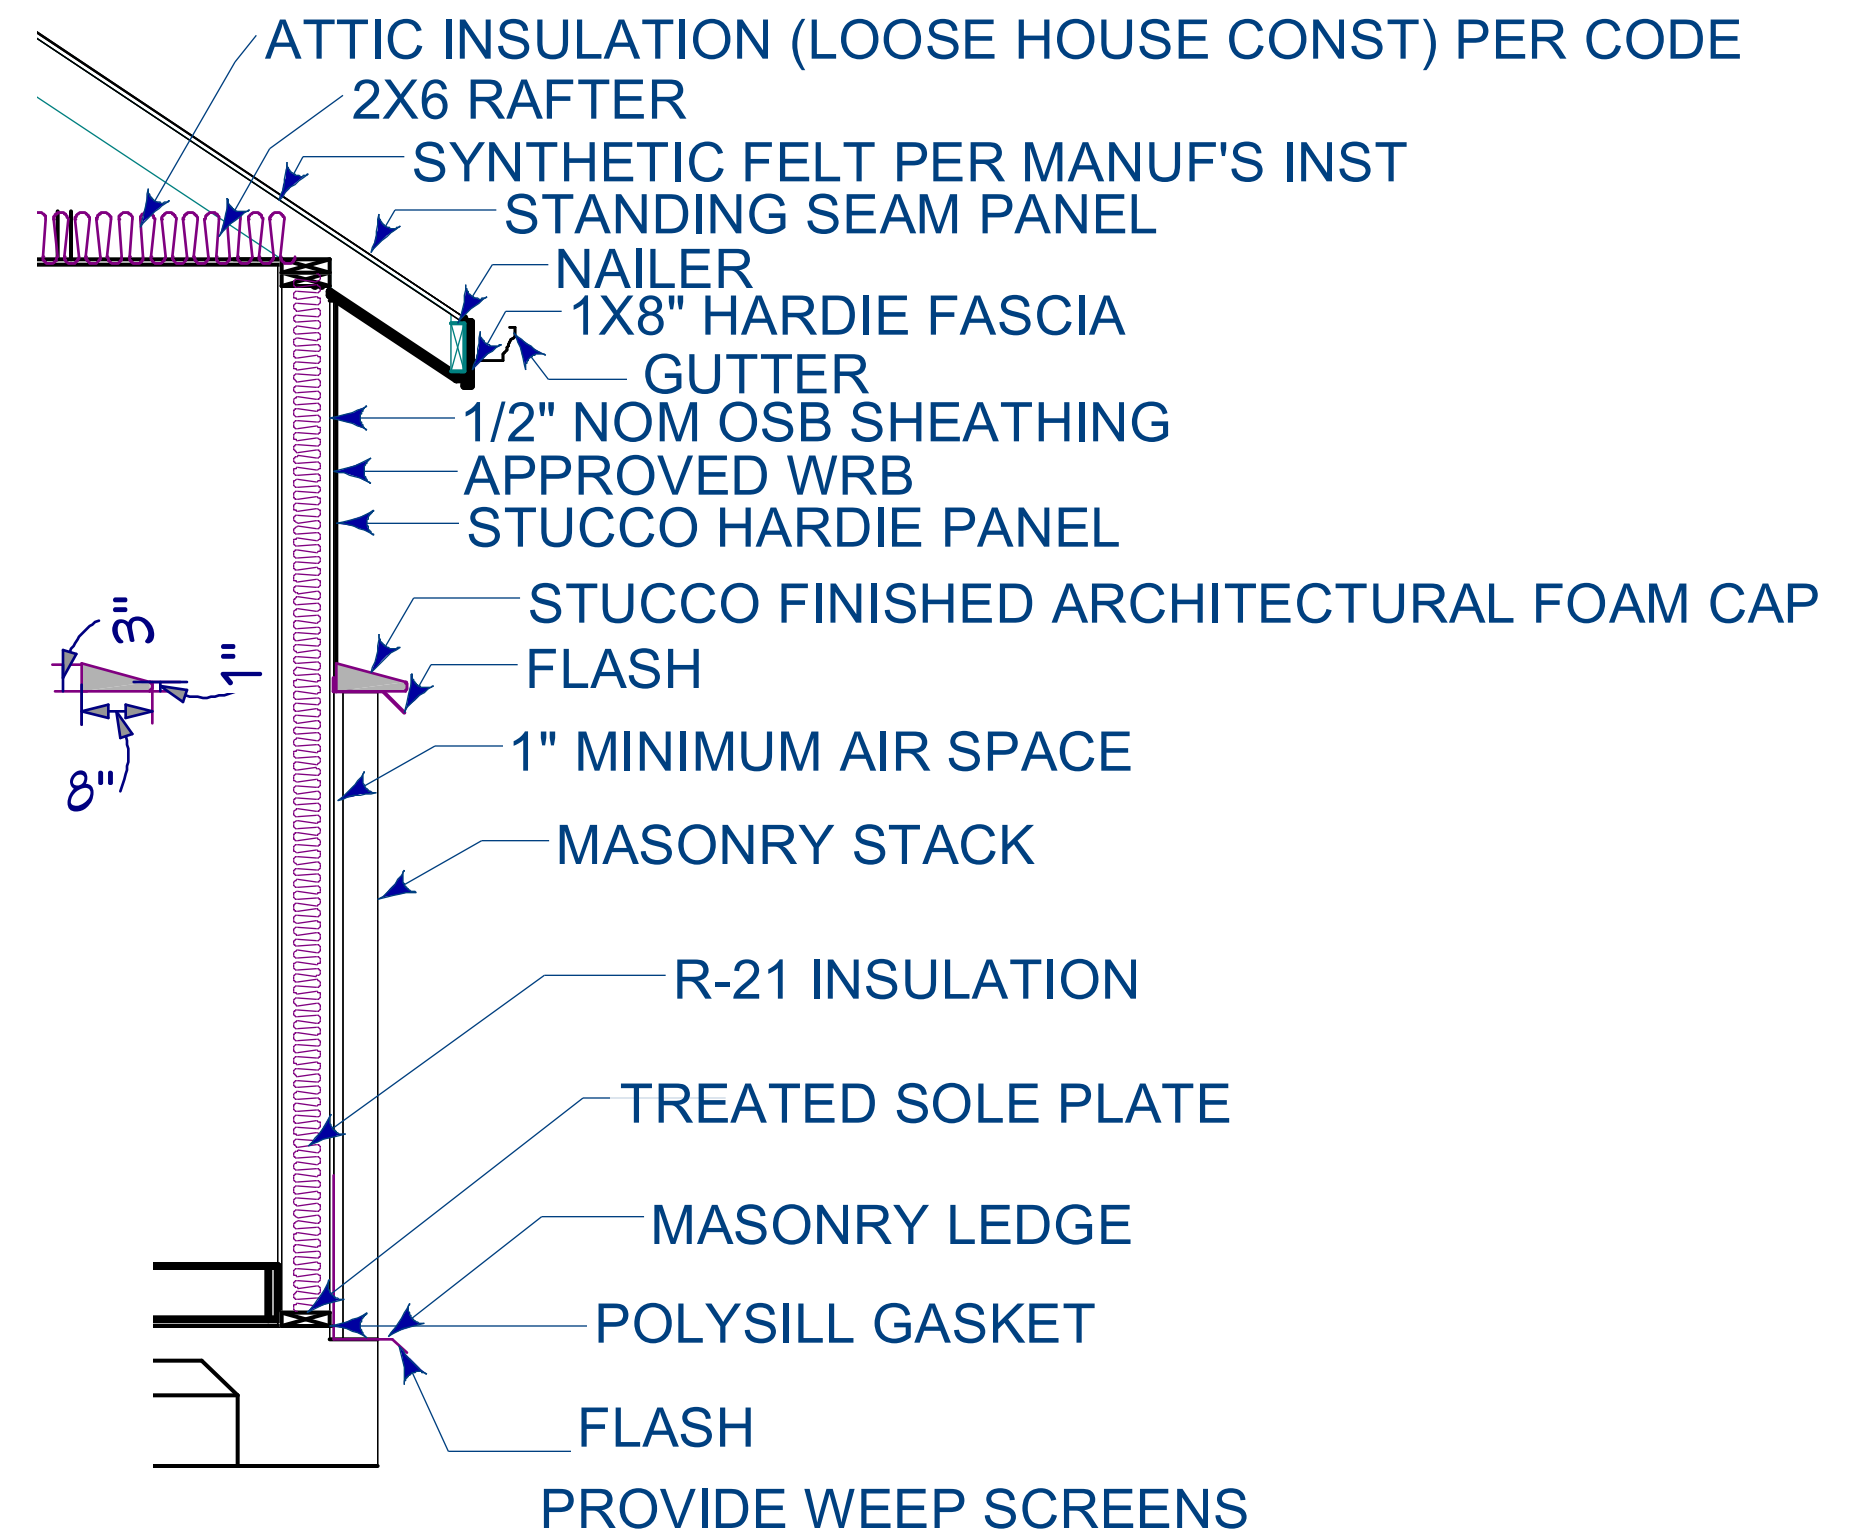 ATTIC INSULATION (LOOSE HOUSE CONST) PER CODE
2X6 RAFTER
SYNTHETIC FELT PER MANUF'S INST
STANDING SEAM PANEL
NAILER
1X8" HARDIE FASCIA
GUTTER
1/2" NOM OSB SHEATHING
APPROVED WRB
STUCCO HARDIE PANEL
STUCCO FINISHED ARCHITECTURAL FOAM CAP
3"
1"
8"
FLASH
1" MINIMUM AIR SPACE
MASONRY STACK
R-21 INSULATION
TREATED SOLE PLATE
MASONRY LEDGE
POLYSILL GASKET
FLASH
PROVIDE WEEP SCREENS